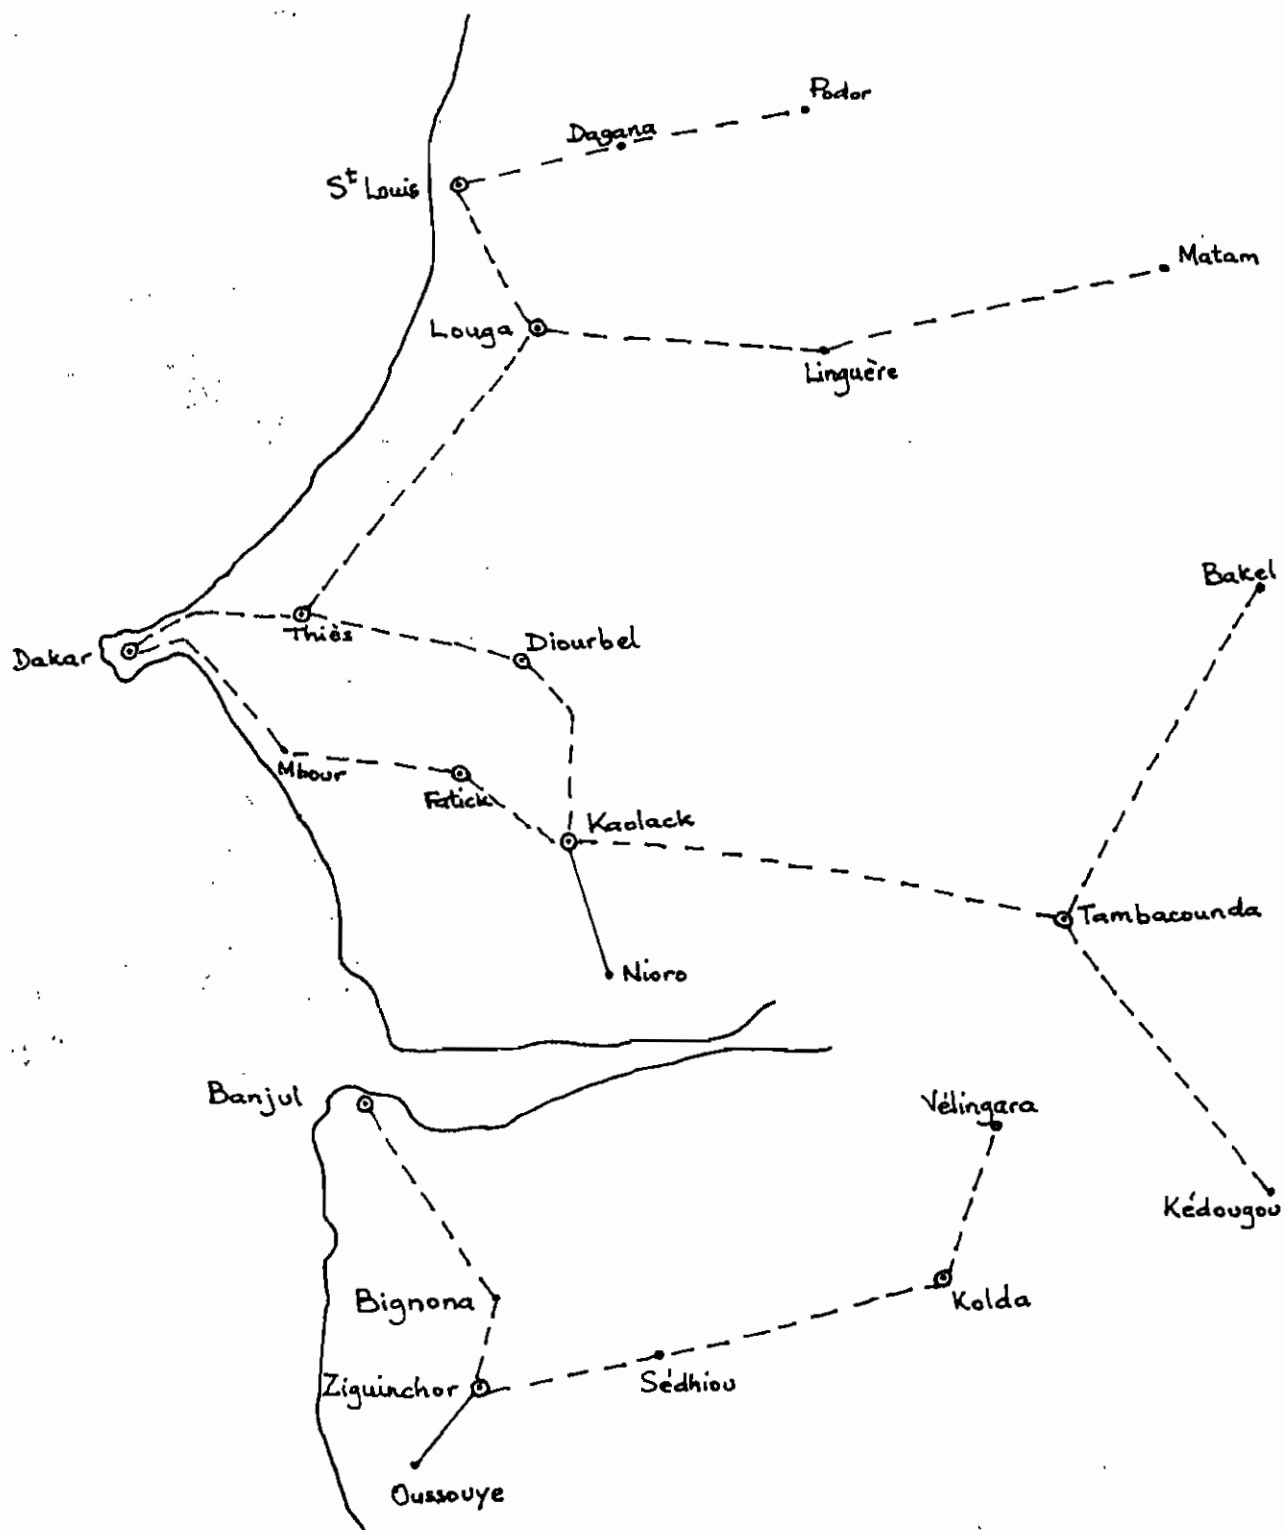 Podor
Dagana
St Louis
Matam
Louga
Linguère
Bakel
Thiès
Diourbel
Dakar
Mbour
Fatick
Kaolack
Tambacounda
Nioro
Banjul
Vélingara
Kédougou
Bignona
Kolda
Ziguinchor
Sédhiou
Oussouye